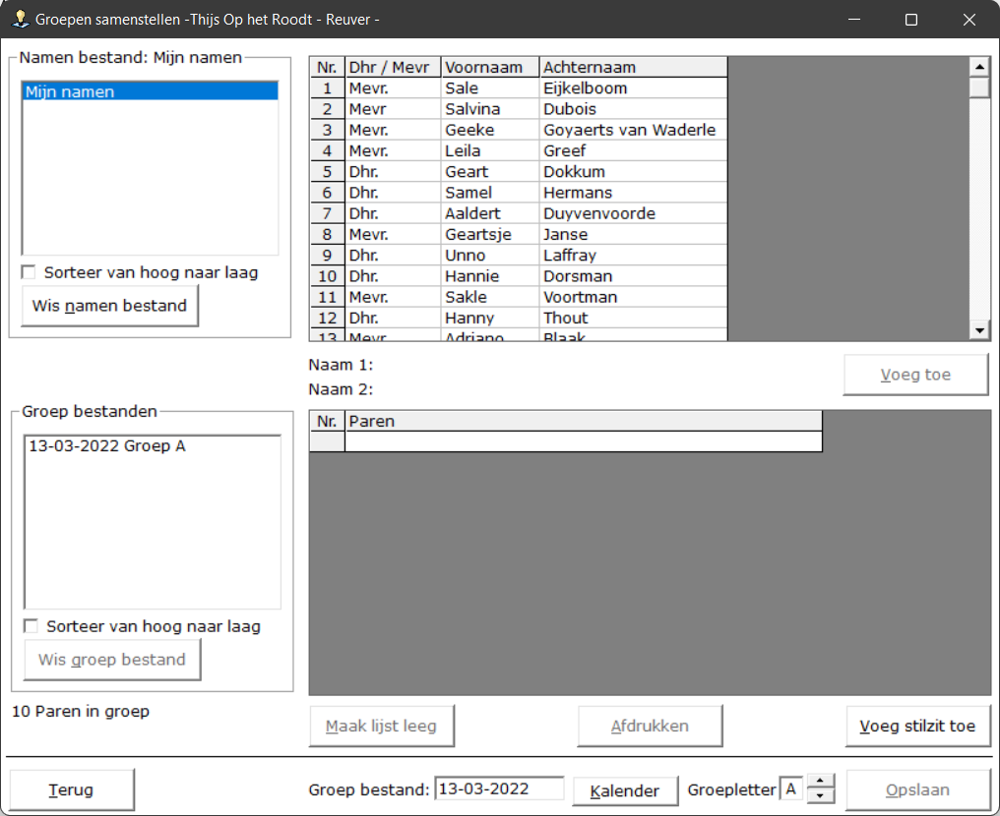 Groepen samenstellen -Thijs Op het Roodt - Reuver -
Namen bestand: Mijn namen
Mijn namen
Sorteer van hoog naar laag
Wis namen bestand
Nr. Dhr / Mevr Voornaam Achternaam
1 Mevr. Sale Eijkelboom
2 Mevr Salvina Dubois
3 Mevr. Geeke Goyaerts van Waderle
4 Mevr. Leila Greef
5 Dhr. Geart Dokkum
6 Dhr. Samel Hermans
7 Dhr. Aaldert Duyvenvoorde
8 Mevr. Geartsje Janse
9 Dhr. Unno Laffray
10 Dhr. Hannie Dorsman
11 Mevr. Sakle Voortman
12 Dhr. Hanny Thout
13 Mevr. Adriano Blaak
Naam 1:
Naam 2:
Voeg toe
Groep bestanden
13-03-2022 Groep A
Sorteer van hoog naar laag
Wis groep bestand
10 Paren in groep
Nr. Paren
Maak lijst leeg
Afdrukken
Voeg stilzit toe
Terug
Groep bestand: 13-03-2022
Kalender
Groepletter A
Opslaan